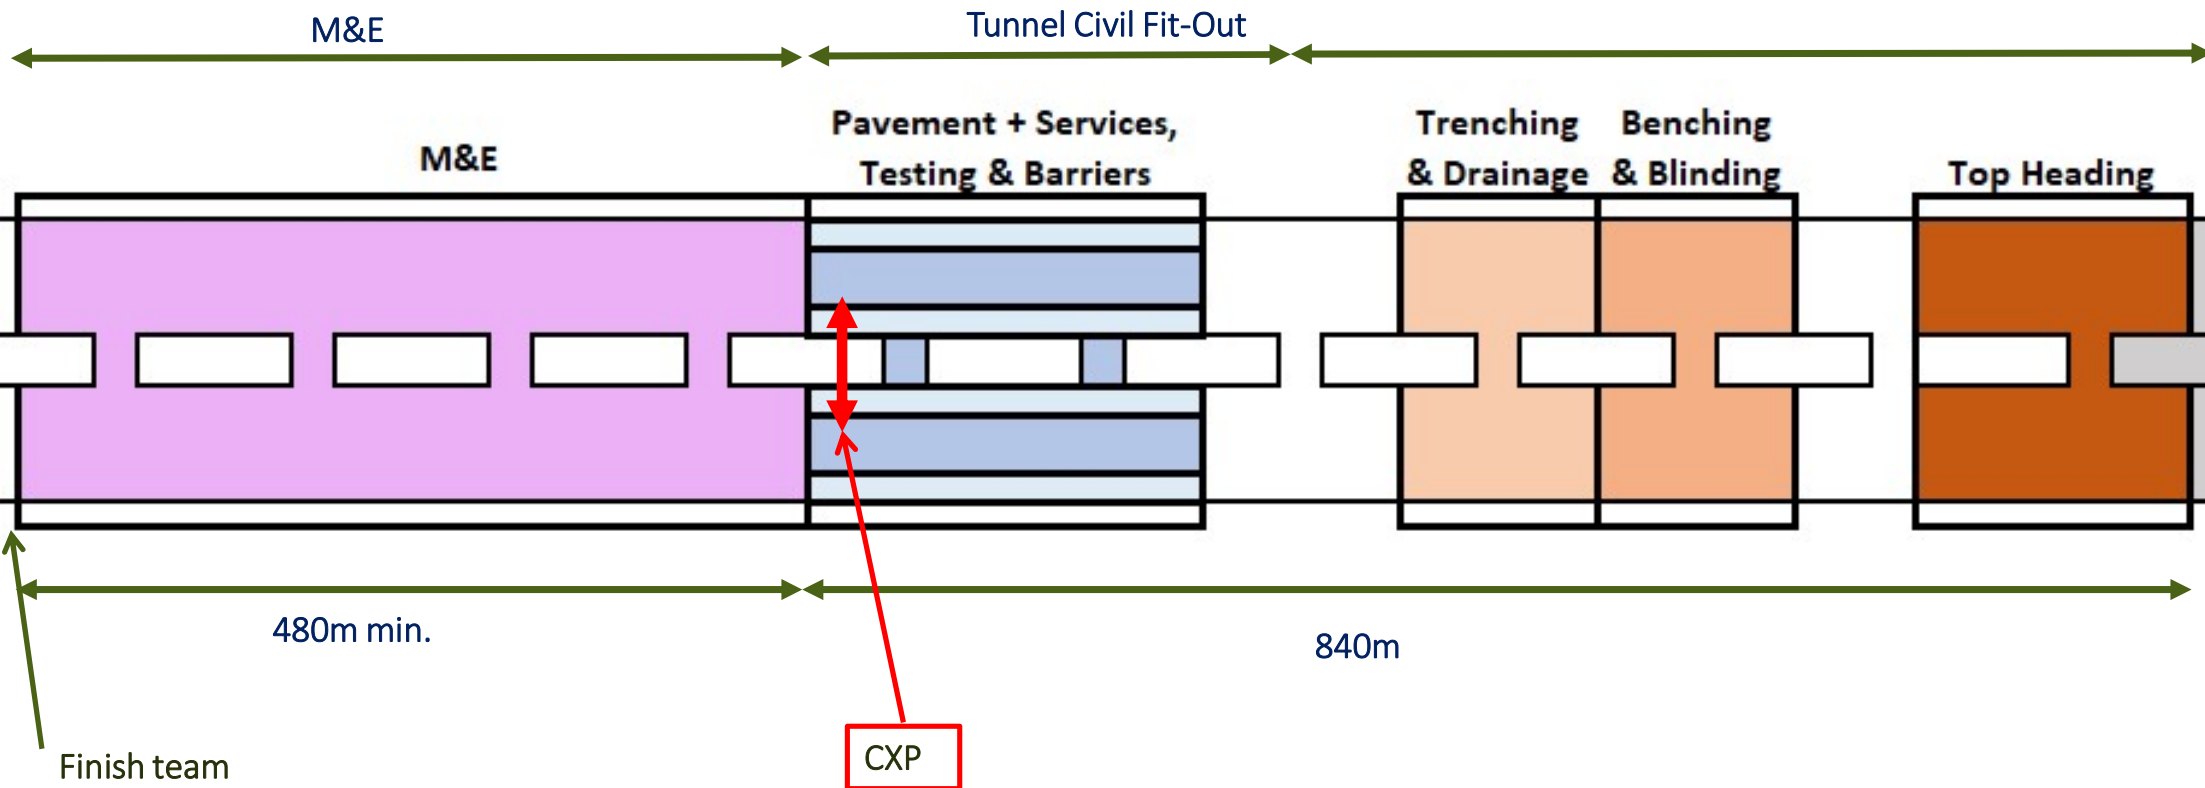 M&E
Tunnel Civil Fit-Out
M&E
Pavement + Services,
Testing & Barriers
Trenching
& Drainage
Benching
& Blinding
Top Heading
480m min.
840m
Finish team
CXP